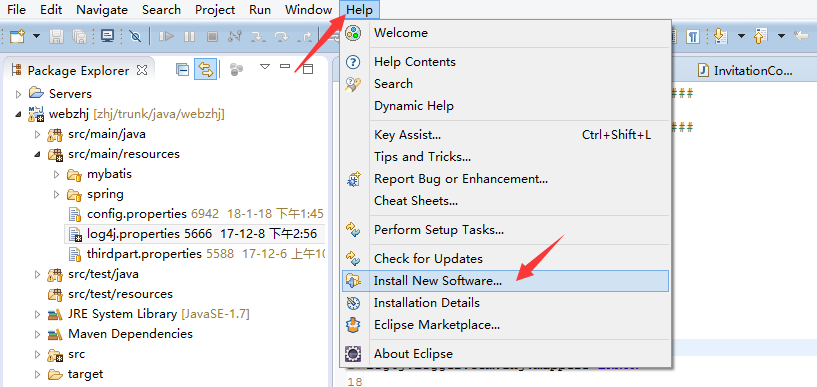 File Edit Navigate Search Project Run Window Help
Package Explorer
Servers
webzhj [zhj/trunk/java/webzhj]
src/main/java
src/main/resources
mybatis
spring
config.properties 6942 18-1-18 下午1:45
log4j.properties 5666 17-12-8 下午2:56
thirdpart.properties 5588 17-12-6 上午10
src/test/java
src/test/resources
JRE System Library [JavaSE-1.7]
Maven Dependencies
src
target
Welcome
Help Contents
Search
Dynamic Help
Key Assist... Ctrl+Shift+L
Tips and Tricks...
Report Bug or Enhancement...
Cheat Sheets...
Perform Setup Tasks...
Check for Updates
Install New Software...
Installation Details
Eclipse Marketplace...
About Eclipse
InvitationCo...
###
###
18